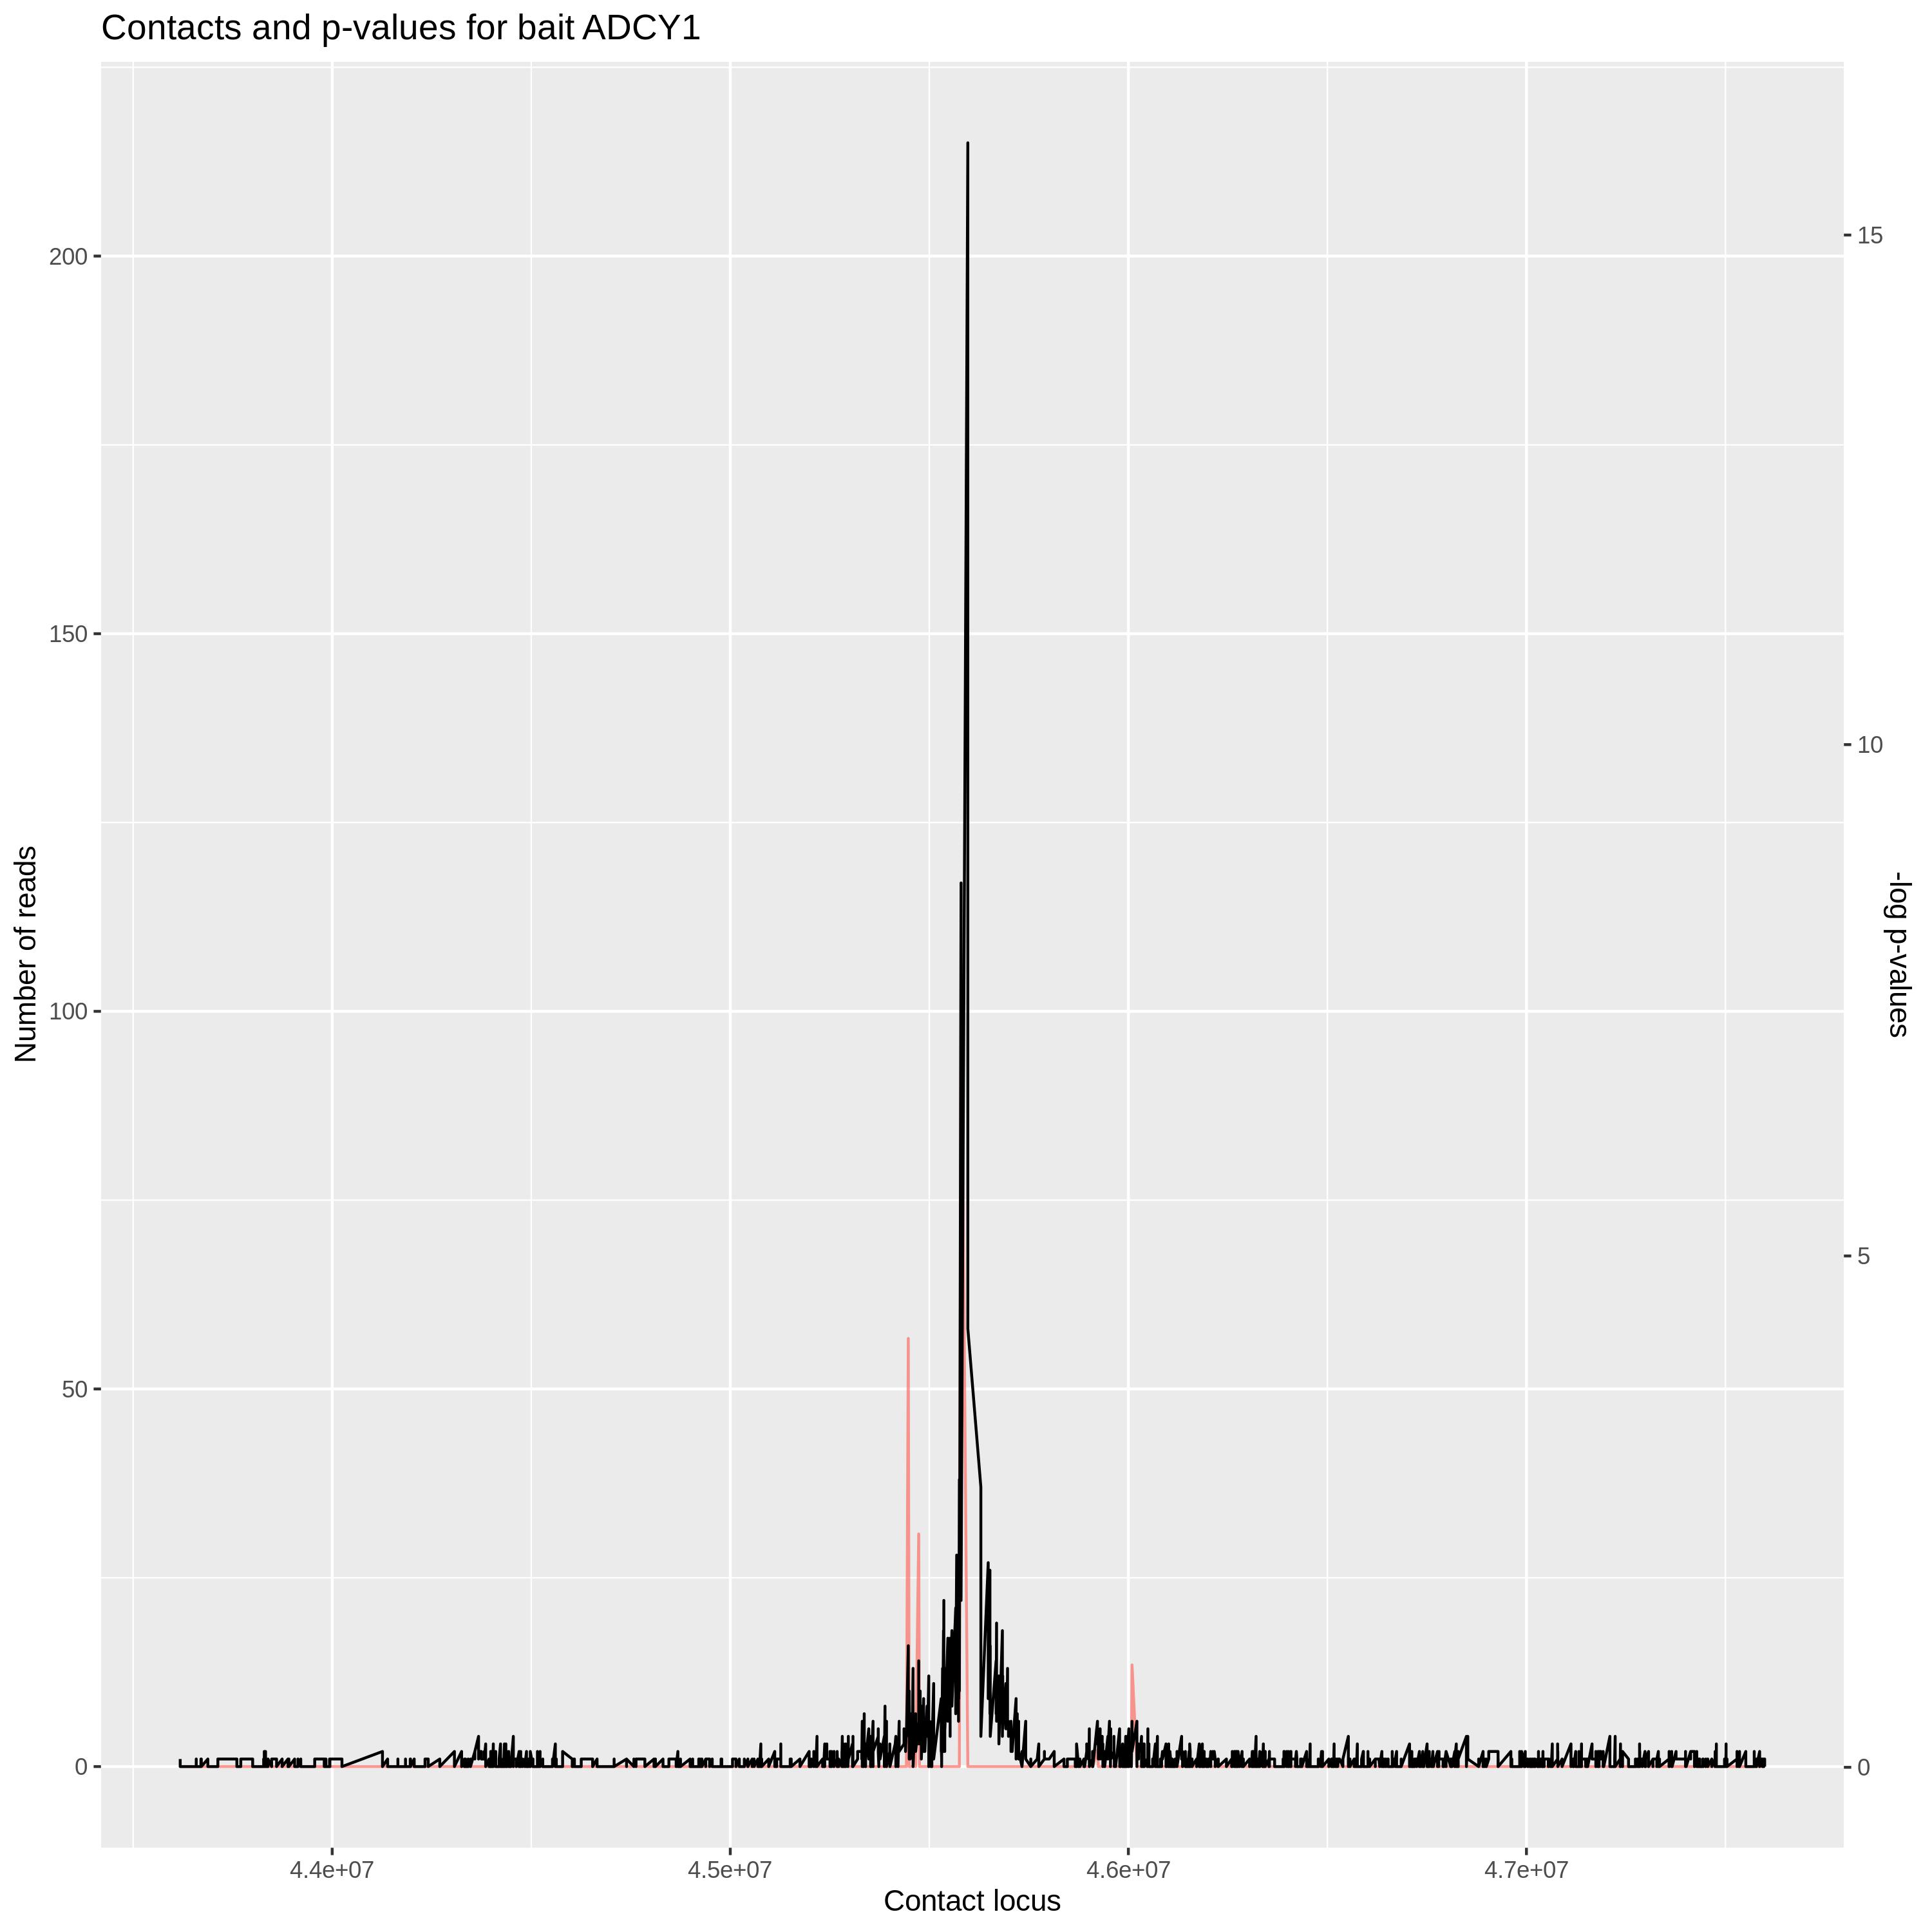 Contacts and p-values for bait ADCY1
Number of reads
200
150
100
50
0
15
10
5
0
-log p-values
4.4e+07
4.5e+07
4.6e+07
4.7e+07
Contact locus